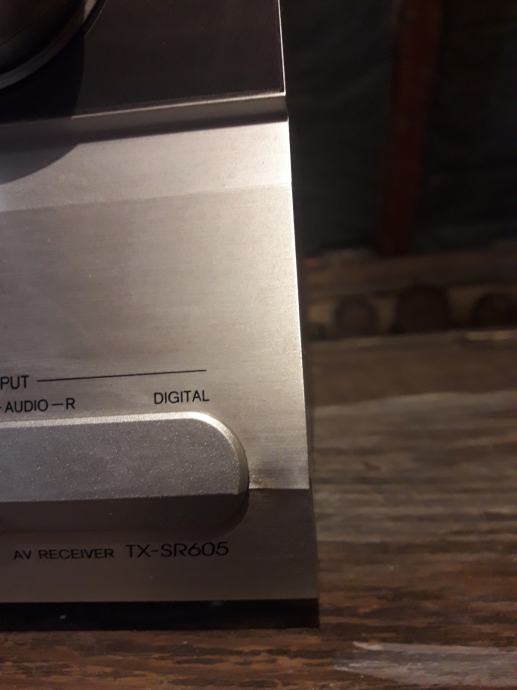 PUT
AUDIO-R DIGITAL
AV RECEIVER TX-SR605